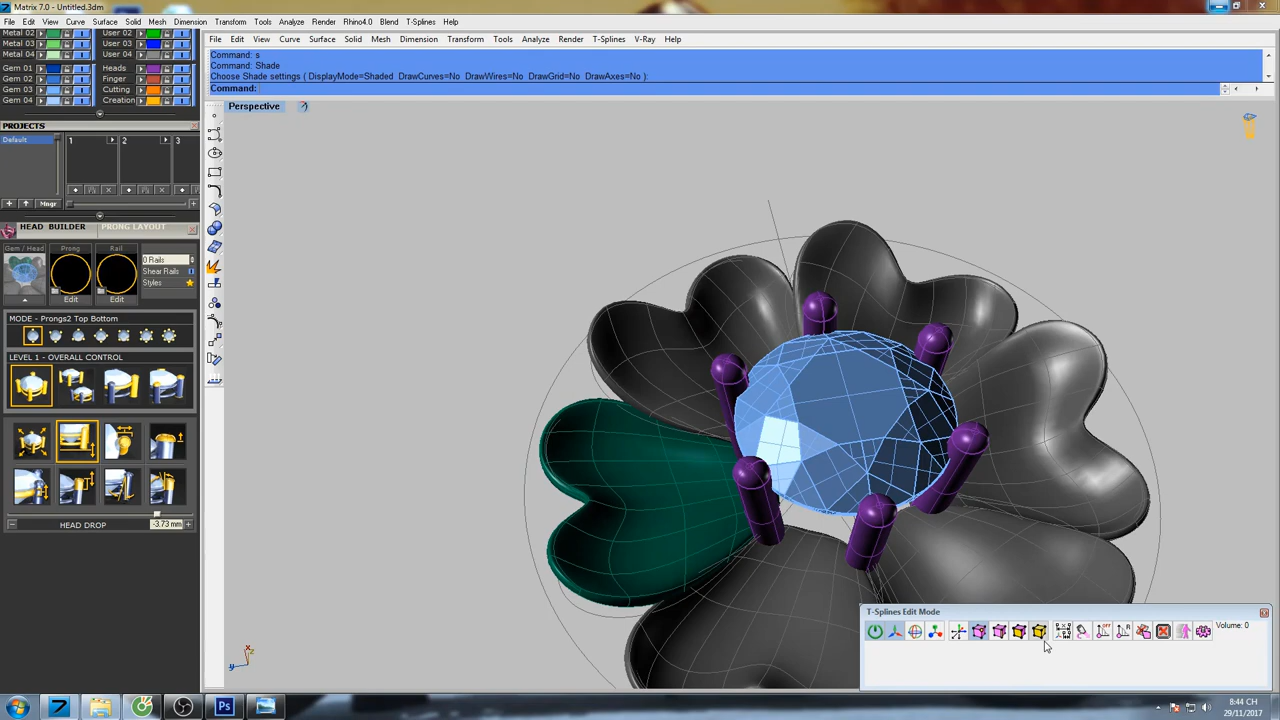 Matrix 7.0 - Untitled.3dm
File Edit View Curve Surface Solid Mesh Dimension Transform Tools Analyze Render Rhino4.0 Blend T-Splines Help
Metal 02 User 02
Metal 03 User 03
Metal 04 User 04
Gem 01 Heads
Gem 02 Finger
Gem 03 Cutting
Gem 04 Creation
PROJECTS
Default
1 2 3
Mngr
HEAD BUILDER PRONG LAYOUT
Gem / Head Prong Rail
0 Rails
Shear Rails
Styles
Edit Edit
MODE - Prongs2 Top Bottom
LEVEL 1 - OVERALL CONTROL
HEAD DROP -3.73 mm
File Edit View Curve Surface Solid Mesh Dimension Transform Tools Analyze Render T-Splines V-Ray Help
Command: s
Command: Shade
Choose Shade settings ( DisplayMode=Shaded DrawCurves=No DrawWires=No DrawGrid=No DrawAxes=No ):
Command:
Perspective
x
y
z
T-Splines Edit Mode
OFF
R
Volume: 0
Ps
8:44 CH
29/11/2017